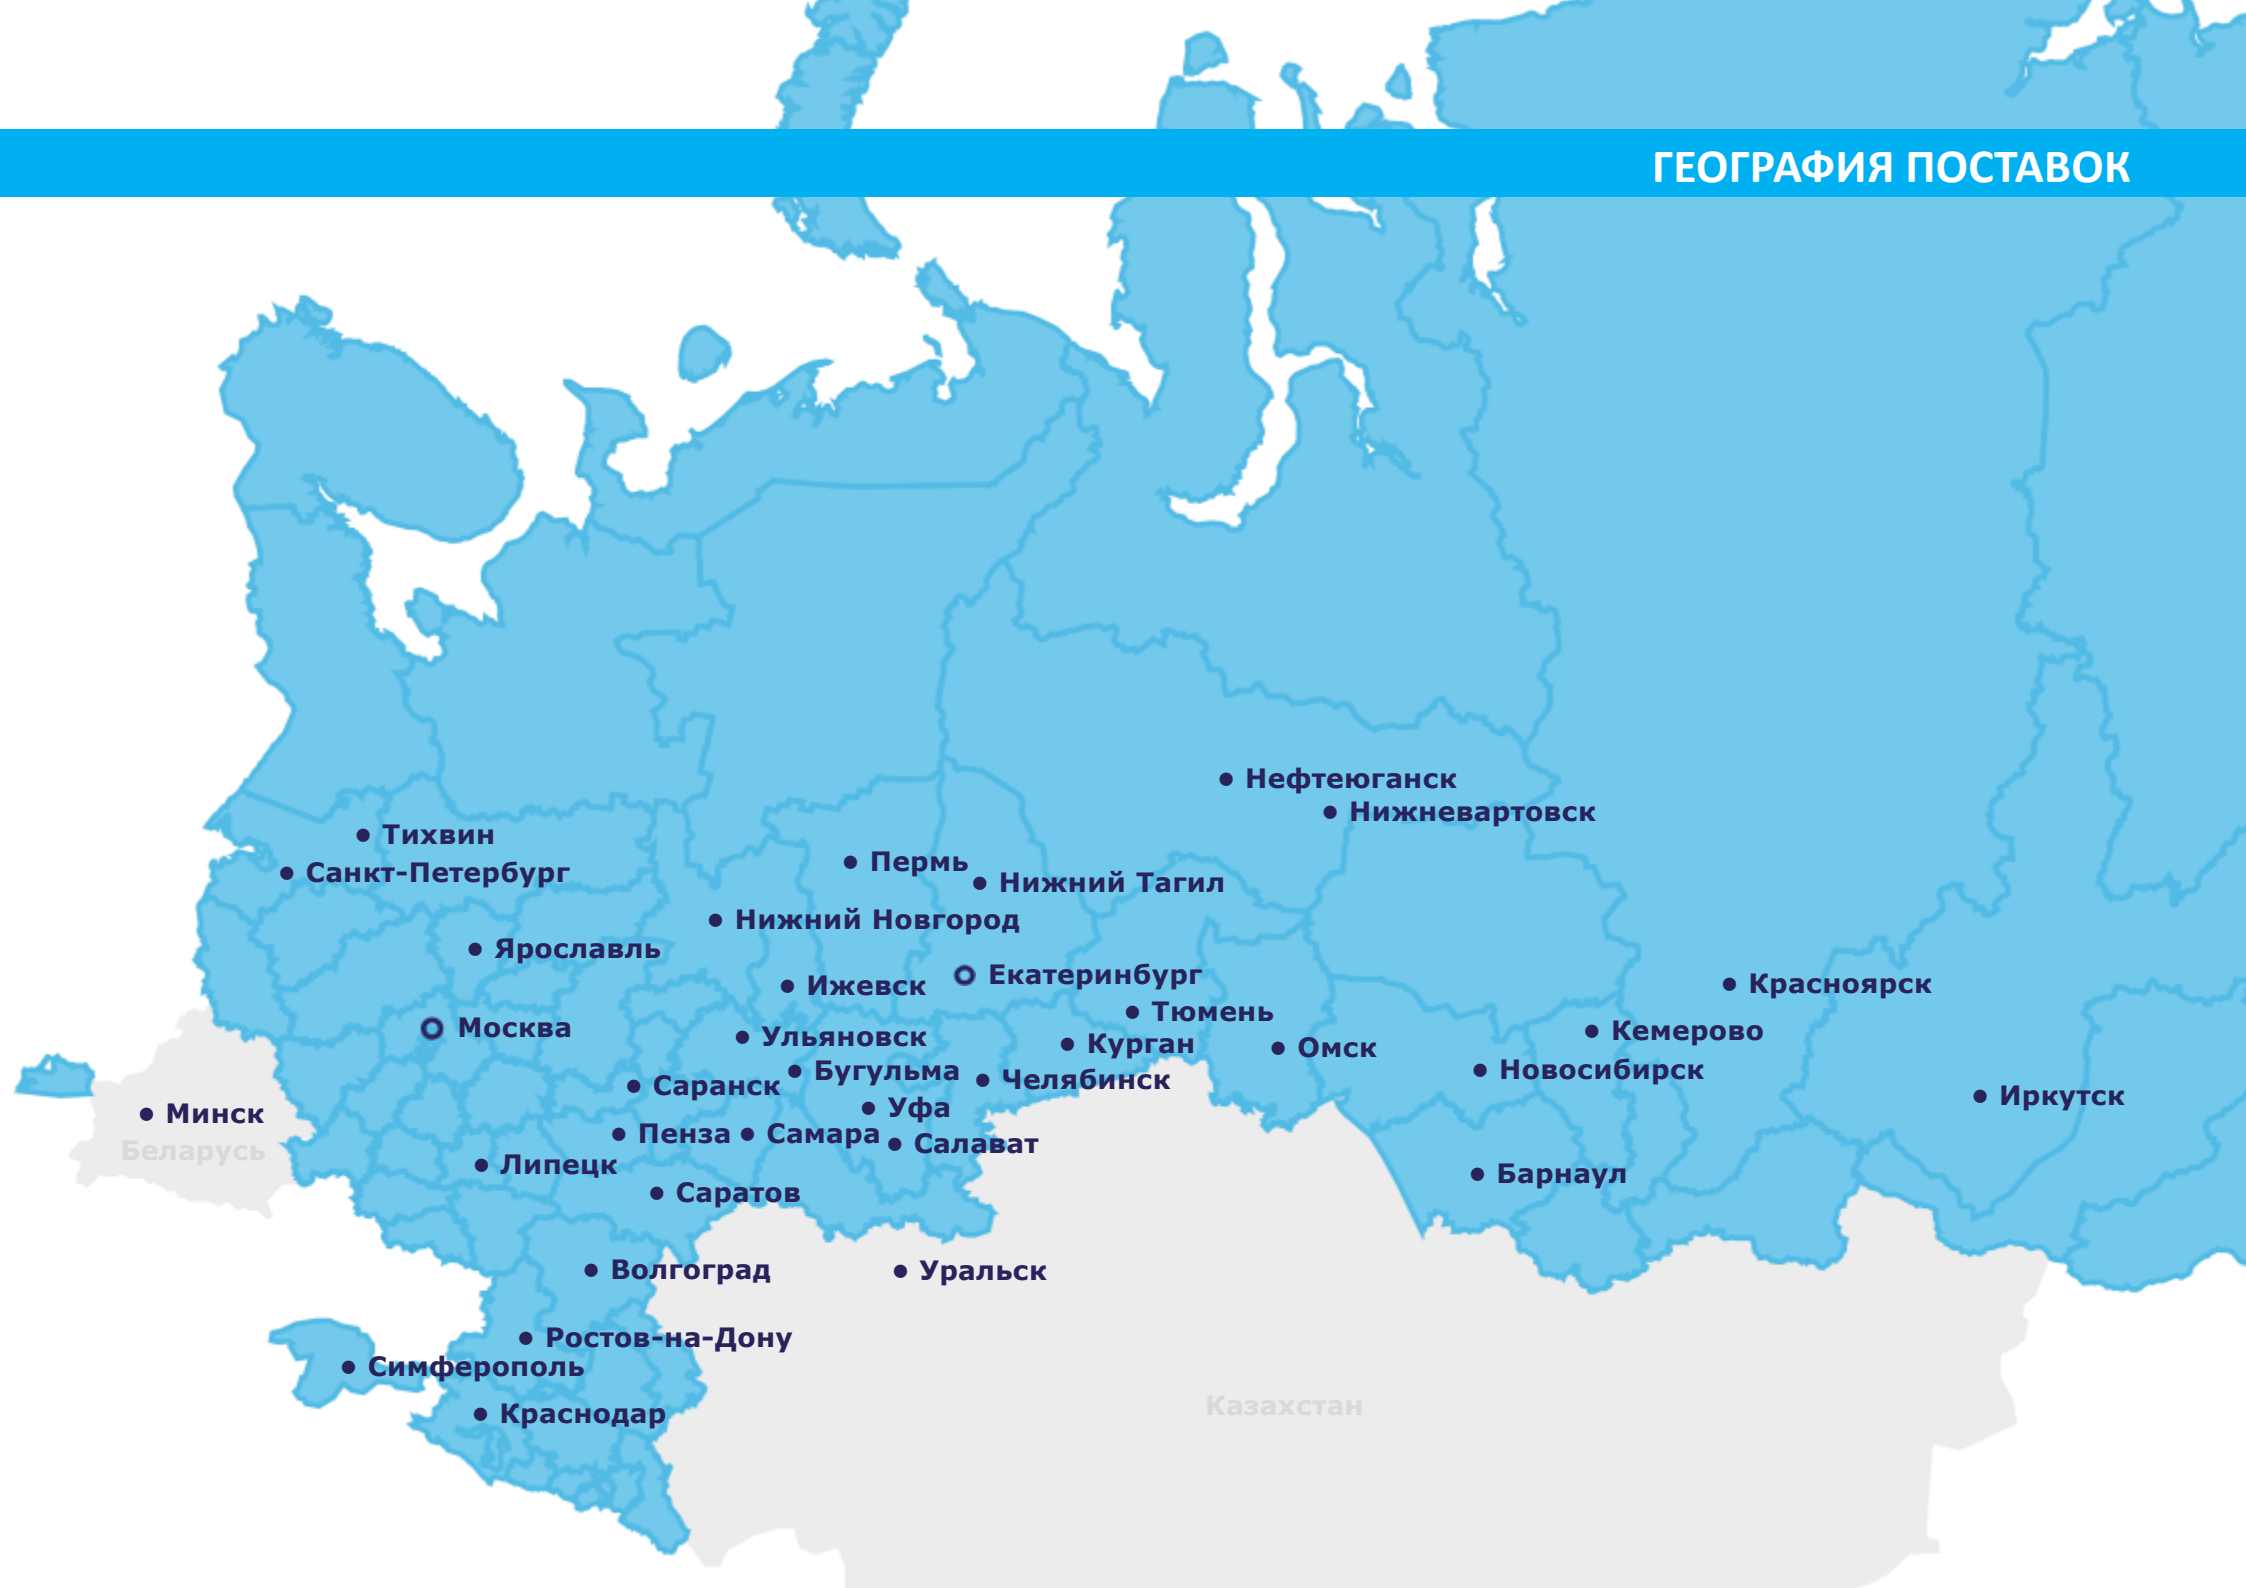 ГЕОГРАФИЯ ПОСТАВОК
Нефтеюганск
Нижневартовск
Тихвин
Пермь
Санкт-Петербург
Нижний Тагил
Нижний Новгород
Ярославль
Екатеринбург
Ижевск
Красноярск
Тюмень
Москва
Кемерово
Ульяновск
Курган
Омск
Новосибирск
Бугульма
Челябинск
Саранск
Иркутск
Уфа
Минск
Пенза
Самара
Салават
Беларусь
Липецк
Барнаул
Саратов
Волгоград
Уральск
Ростов-на-Дону
Симферополь
Казахстан
Краснодар